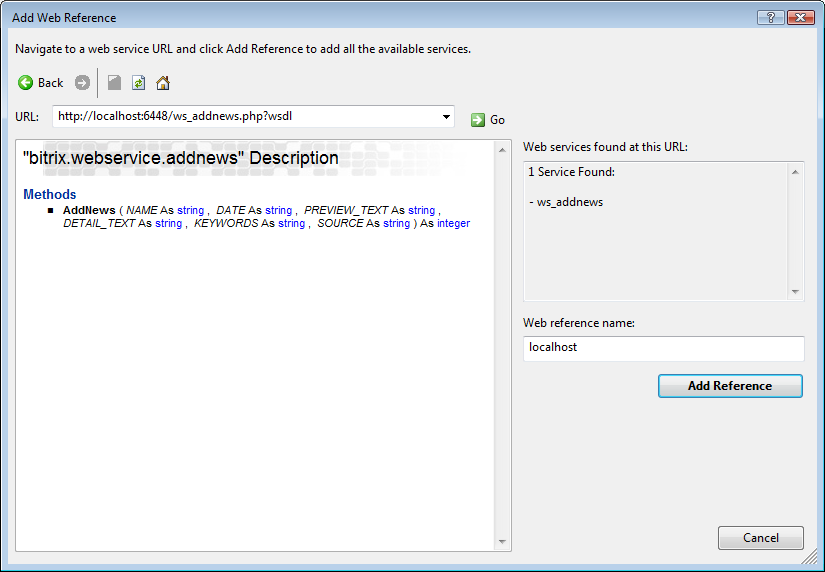 Add Web Reference
Navigate to a web service URL and click Add Reference to add all the available services.
Back
URL: http://localhost:6448/ws_addnews.php?wsdl Go
"bitrix.webservice.addnews" Description
Methods
AddNews ( NAME As string , DATE As string , PREVIEW_TEXT As string ,
DETAIL_TEXT As string , KEYWORDS As string , SOURCE As string ) As integer
Web services found at this URL:
1 Service Found:
- ws_addnews
Web reference name:
localhost
Add Reference
Cancel